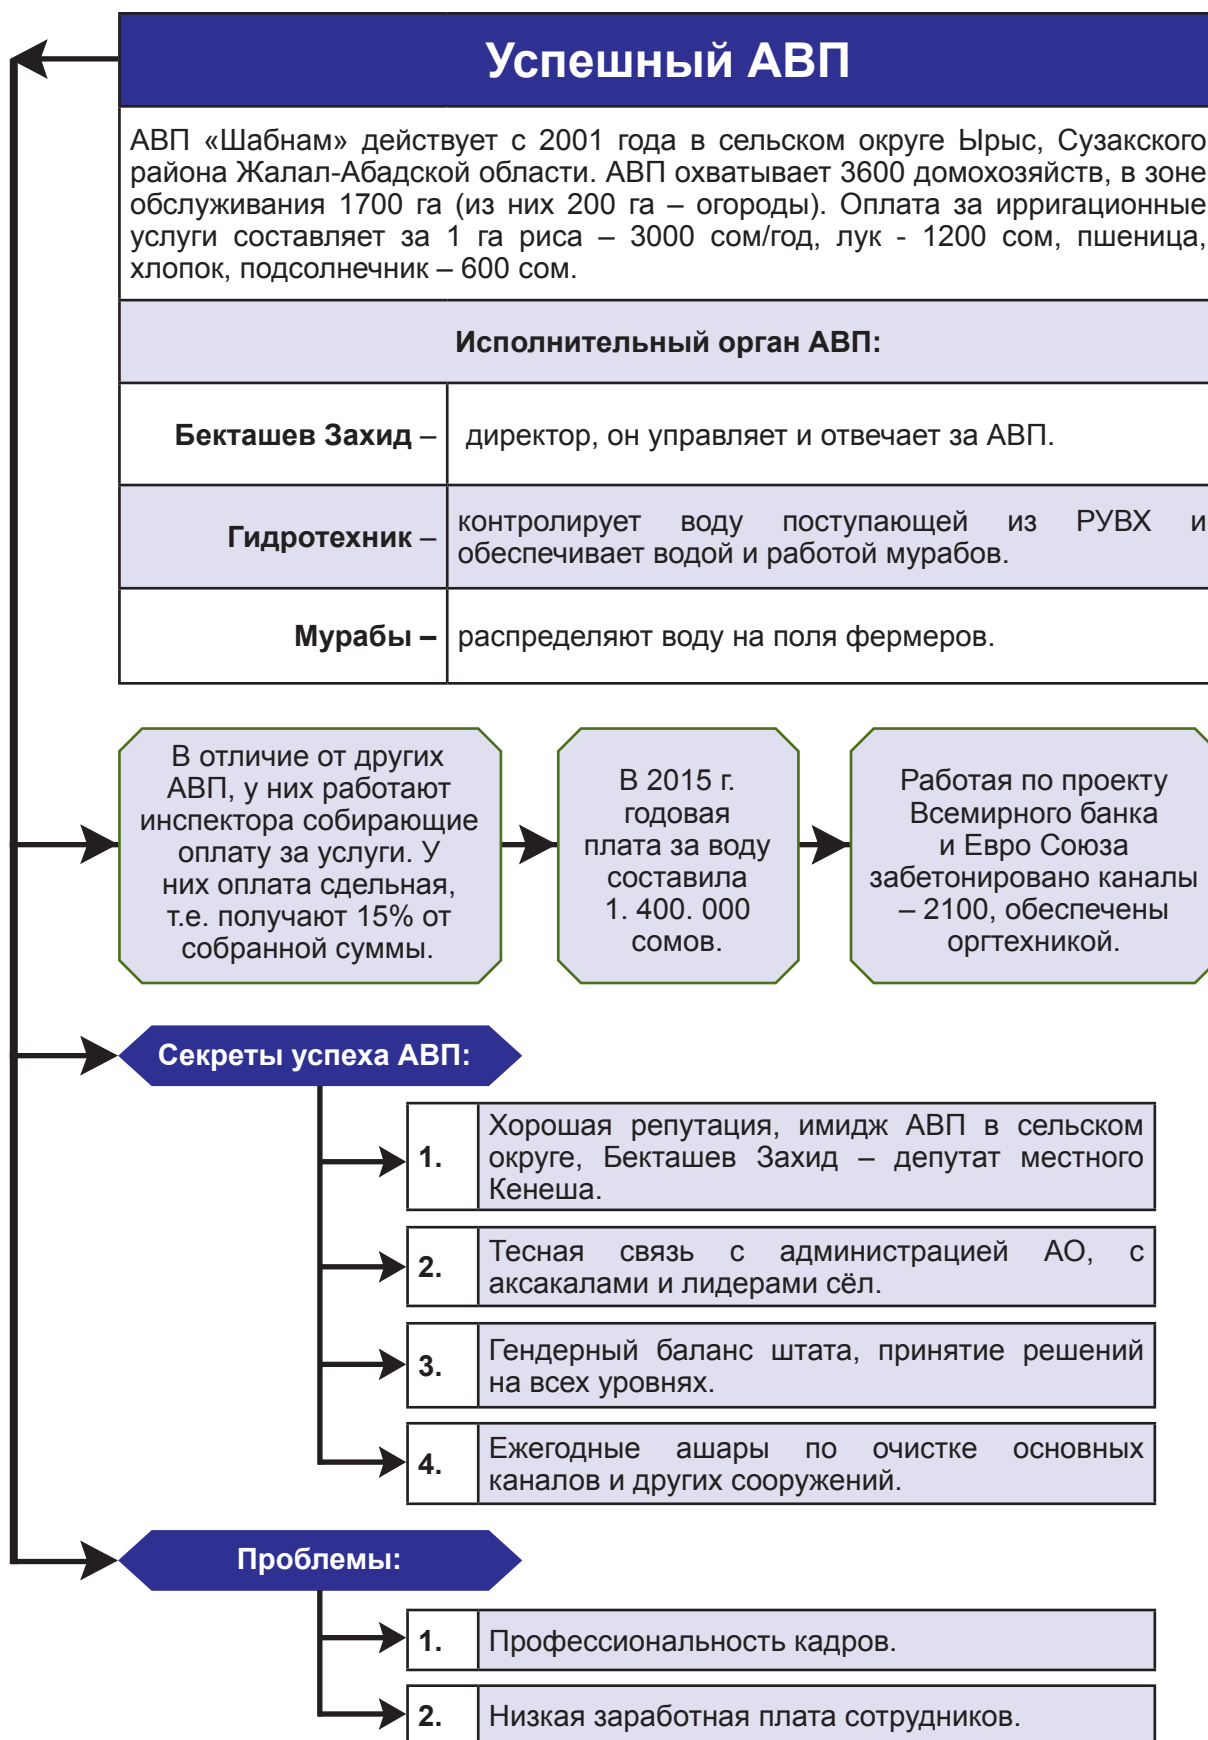 Успешный АВП
АВП «Шабнам» действует с 2001 года в сельском округе Ырыс, Сузакского
района Жалал-Абадской области. АВП охватывает 3600 домохозяйств, в зоне
обслуживания 1700 га (из них 200 га – огороды). Оплата за ирригационные
услуги составляет за 1 га риса – 3000 сом/год, лук - 1200 сом, пшеница,
хлопок, подсолнечник – 600 сом.
Исполнительный орган АВП:
Бекташев Захид – директор, он управляет и отвечает за АВП.
Гидротехник –
контролирует воду поступающей из РУВХ и
обеспечивает водой и работой мурабов.
Мурабы – распределяют воду на поля фермеров.
В отличие от других
АВП, у них работают
инспектора собирающие
оплату за услуги. У
них оплата сдельная,
т.е. получают 15% от
собранной суммы.
В 2015 г.
годовая
плата за воду
составила
1. 400. 000
сомов.
Работая по проекту
Всемирного банка
и Евро Союза
забетонировано каналы
– 2100, обеспечены
оргтехникой.
Секреты успеха АВП:
1.
Хорошая репутация, имидж АВП в сельском
округе, Бекташев Захид – депутат местного
Кенеша.
2.
Тесная связь с администрацией АО, с
аксакалами и лидерами сёл.
3.
Гендерный баланс штата, принятие решений
на всех уровнях.
4.
Ежегодные ашары по очистке основных
каналов и других сооружений.
Проблемы:
1. Профессиональность кадров.
2. Низкая заработная плата сотрудников.